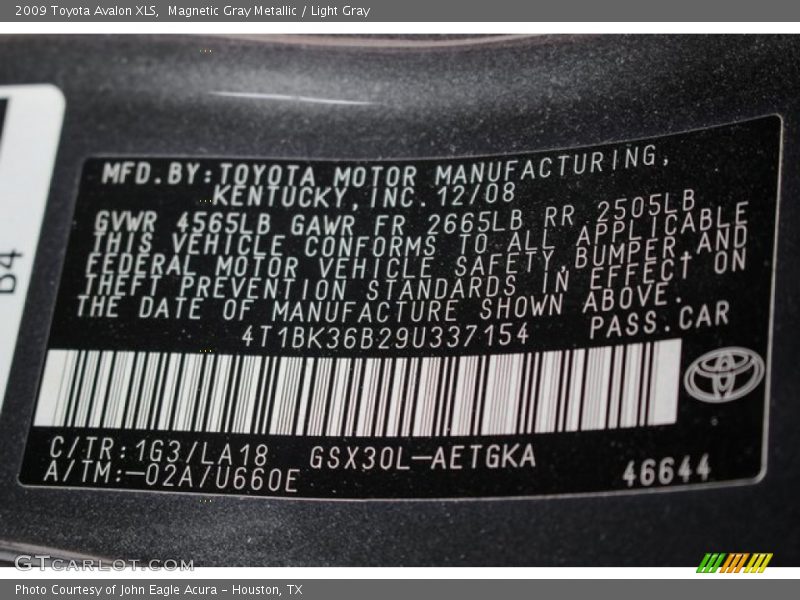 2009 Toyota Avalon XLS,  Magnetic Gray Metallic / Light Gray
MFD.BY:TOYOTA MOTOR MANUFACTURING,
KENTUCKY,INC.12/08
GVWR 4565LB GAWR FR 2665LB RR 2505LB
THIS VEHICLE CONFORMS TO ALL APPLICABLE
FEDERAL MOTOR VEHICLE SAFETY,BUMPER,AND
THEFT PREVENTION STANDARDS IN EFFECT ON
THE DATE OF MANUFACTURE SHOWN ABOVE.
4T1BK36B29U337154 PASS.CAR
C/TR:1G3/LA18 GSX30L-AETGKA
A/TM:-02A/U660E 46644
GTCARLOT.COM
Photo Courtesy of John Eagle Acura - Houston, TX